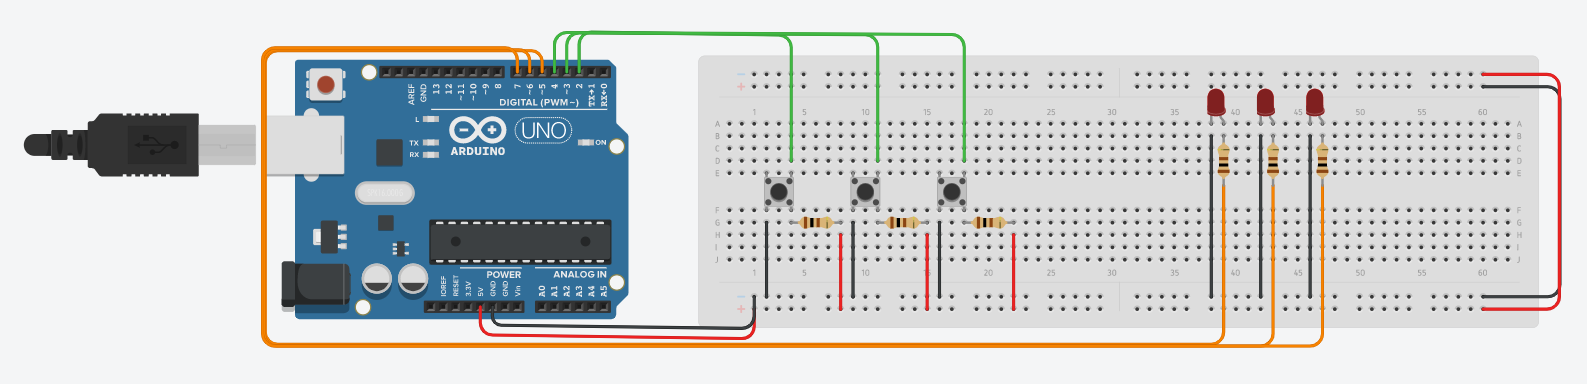 AREF
GND
13
12
~11
~10
~9
8
7
~6
~5
4
~3
2
TX→1
RX←0
DIGITAL (PWM~)
L
TX
RX
UNO
ARDUINO
ON
POWER
ANALOG IN
IOREF
RESET
3.3V
5V
GND
GND
Vin
A0
A1
A2
A3
A4
A5
1 5 10 15 20 25 30 35 40 45 50 55 60
A A
B B
C C
D D
E E
F F
G G
H H
I I
J J
1 5 10 15 20 25 30 35 40 45 50 55 60